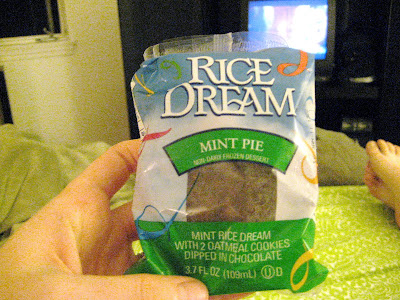 RICE
DREAM
MINT PIE
NON-DAIRY FROZEN DESSERT
MINT RICE DREAM
WITH 2 OATMEAL COOKIES
DIPPED IN CHOCOLATE
3.7 FL OZ (109mL) U D